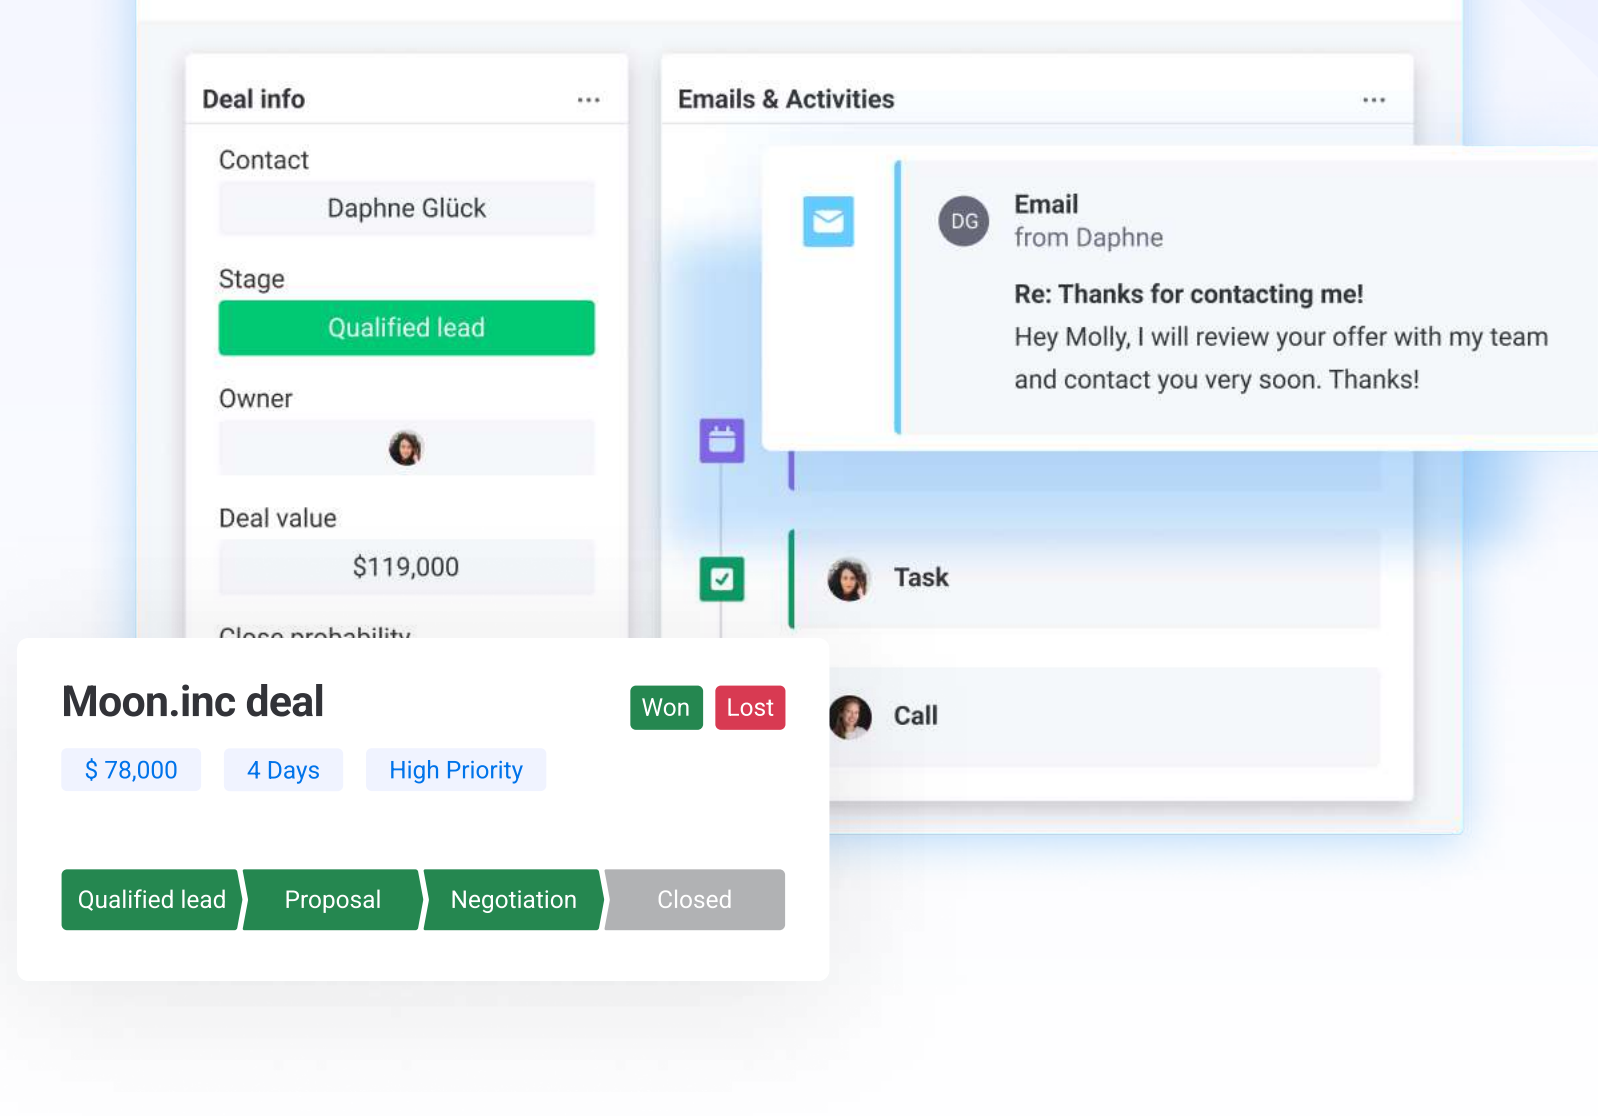 Deal info
...
Contact
Daphne Glück
Stage
Qualified lead
Owner
Deal value
$119,000
Close probability
Emails & Activities
...
Email
DG
from Daphne
Re: Thanks for contacting me!
Hey Molly, I will review your offer with my team
and contact you very soon. Thanks!
Task
Call
Moon.inc deal
Won
Lost
$ 78,000
4 Days
High Priority
Qualified lead
Proposal
Negotiation
Closed